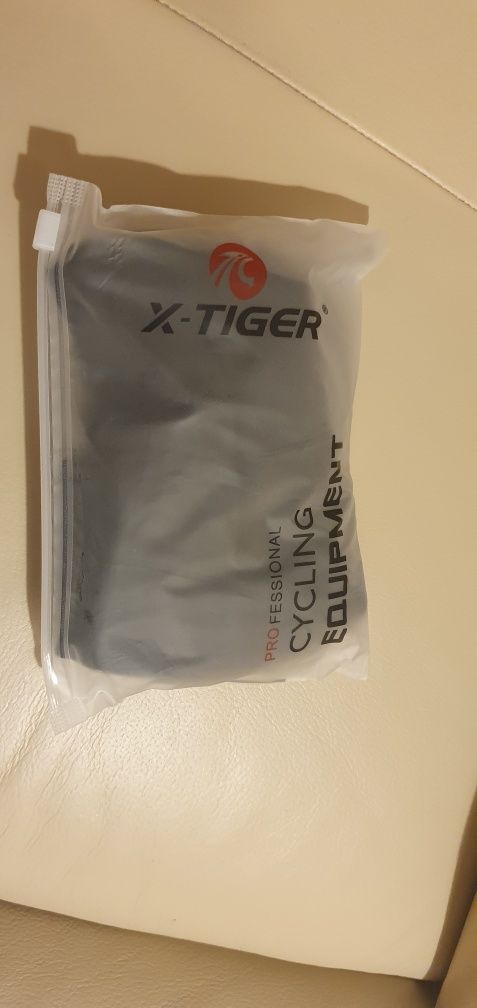 X-TIGER®
PROFESSIONAL
CYCLING
EQUIPMENT